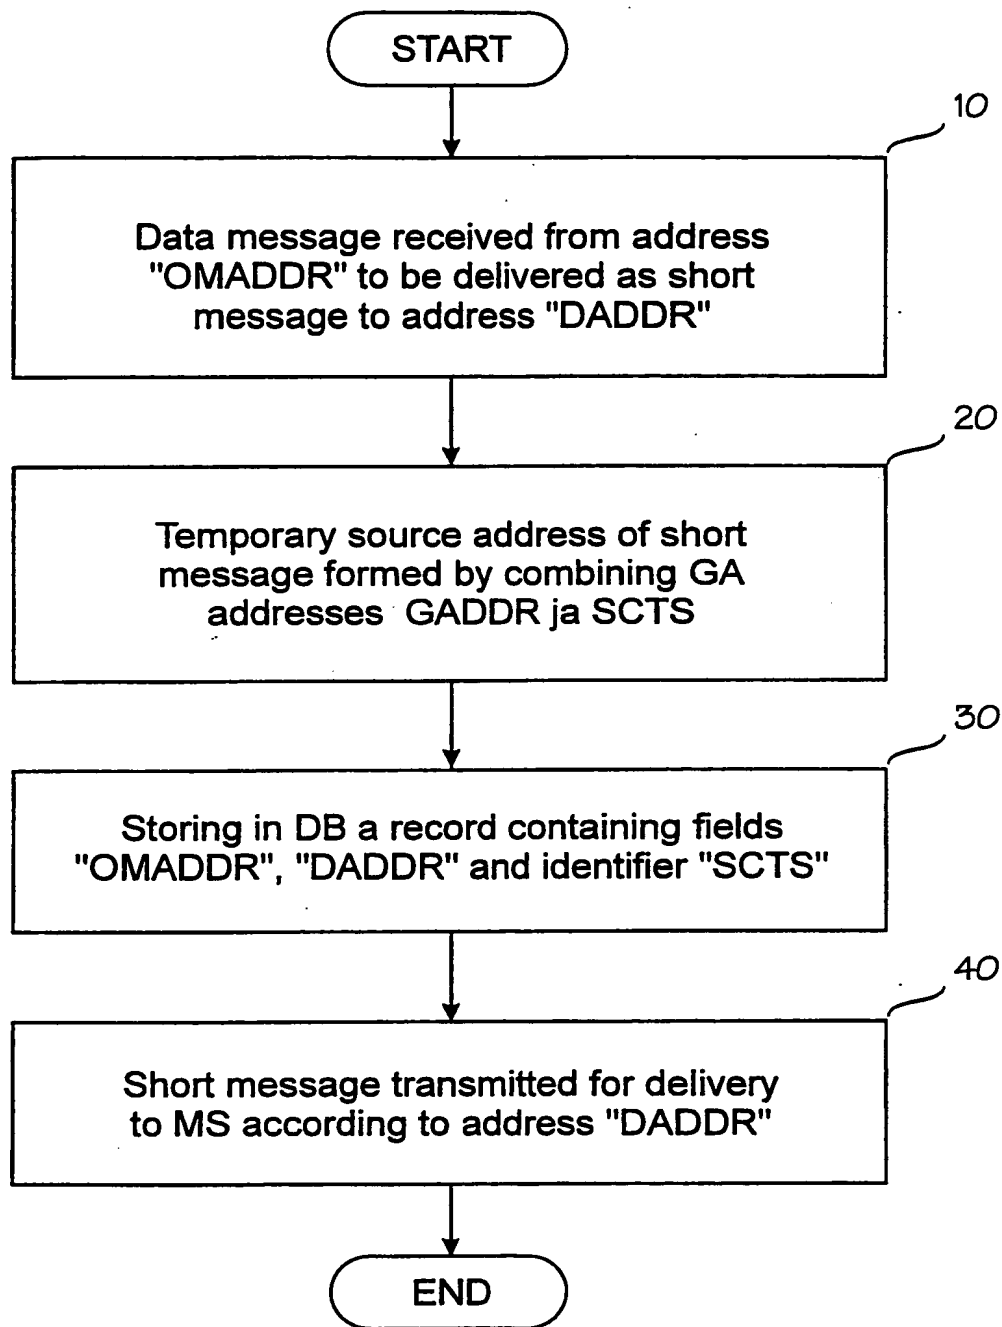 START
10
Data message received from address
"OMADDR" to be delivered as short
message to address "DADDR"
20
Temporary source address of short
message formed by combining GA
addresses GADDR ja SCTS
30
Storing in DB a record containing fields
"OMADDR", "DADDR" and identifier "SCTS"
40
Short message transmitted for delivery
to MS according to address "DADDR"
END